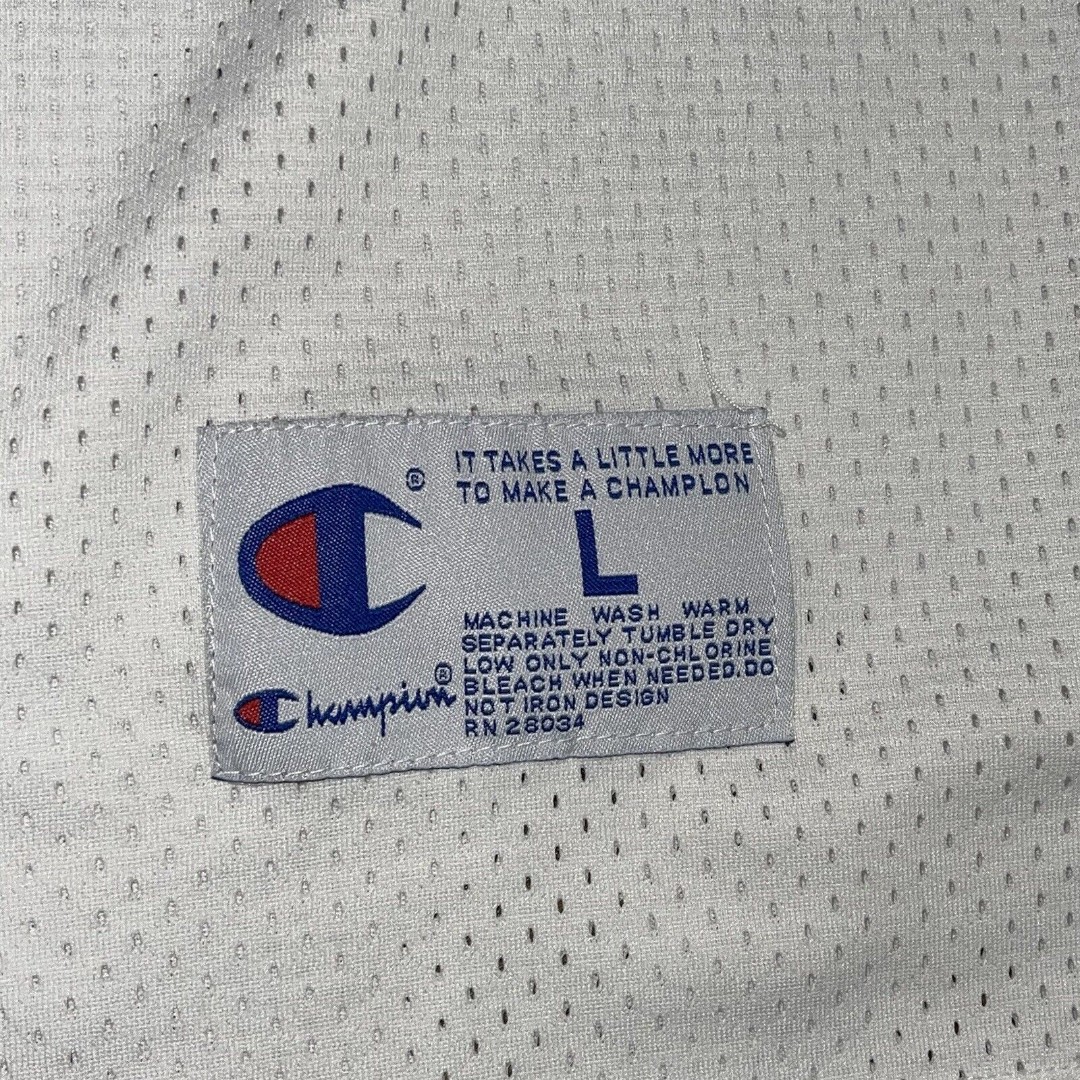 IT TAKES A LITTLE MORE
TO MAKE A CHAMPLON
L
MACHINE WASH WARM
SEPARATELY TUMBLE DRY
LOW ONLY NON-CHLORINE
BLEACH WHEN NEEDED.DO
NOT IRON DESIGN
RN 28034
®
Champion®